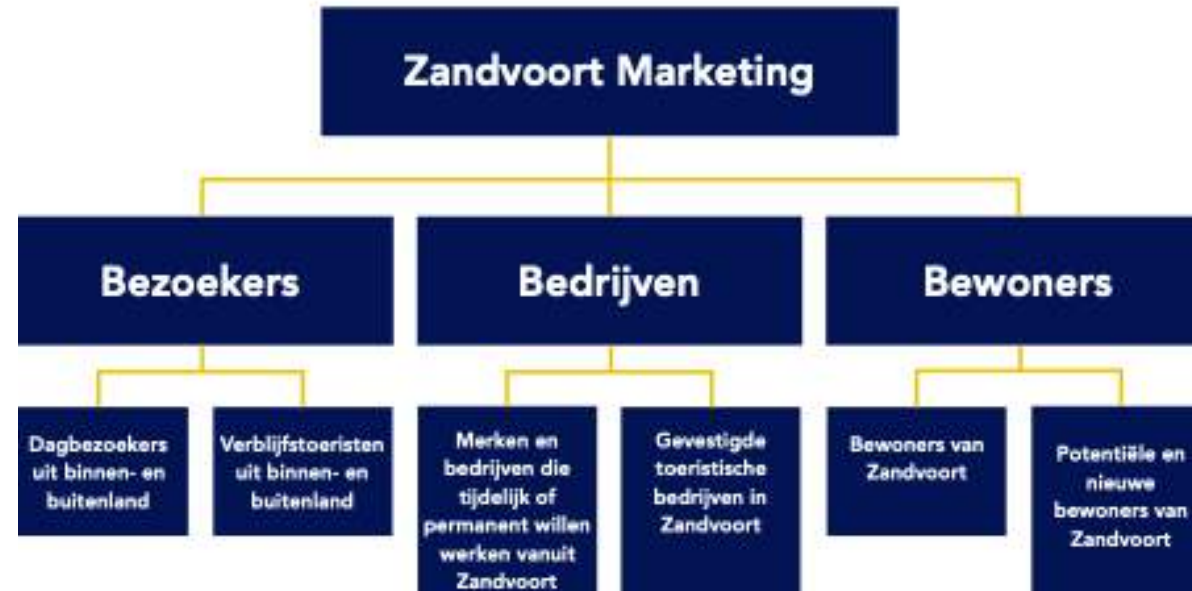 Zandvoort Marketing
Bezoekers
Bedrijven
Bewoners
Dagbezoekers
uit binnen- en
buitenland
Verblijfstoeristen
uit binnen- en
buitenland
Merken en
bedrijven die
tijdelijk of
permanent willen
werken vanuit
Zandvoort
Gevestigde
toeristische
bedrijven in
Zandvoort
Bewoners van
Zandvoort
Potentiële en
nieuwe
bewoners van
Zandvoort